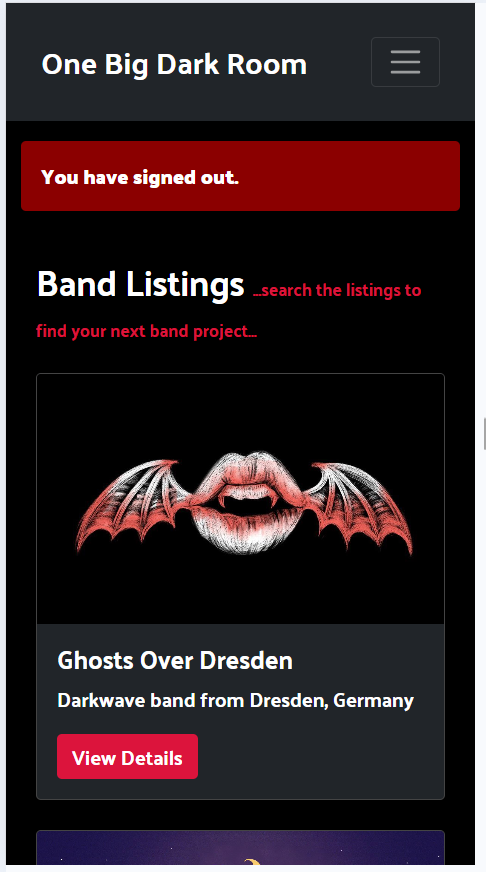 One Big Dark Room
You have signed out.
Band Listings ...search the listings to
find your next band project...
Ghosts Over Dresden
Darkwave band from Dresden, Germany
View Details